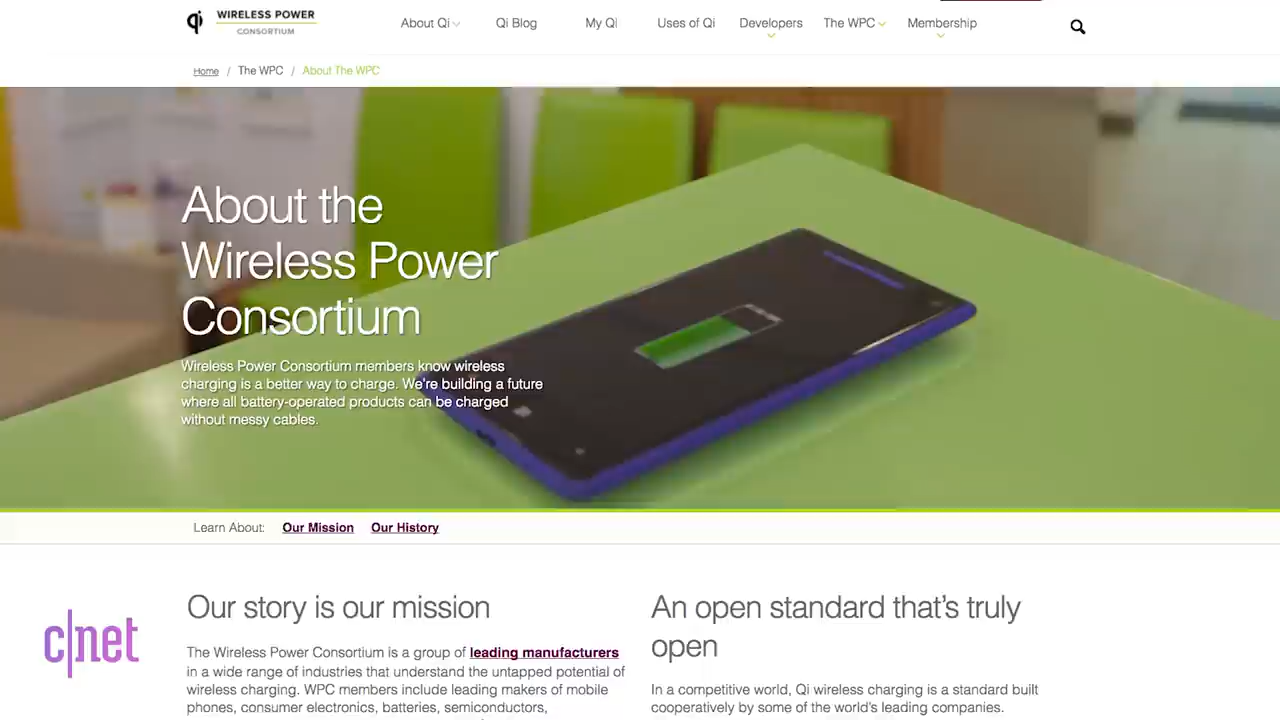 qi WIRELESS POWER
CONSORTIUM
About Qi
Qi Blog
My Qi
Uses of Qi
Developers
The WPC
Membership
Home / The WPC / About The WPC
About the
Wireless Power
Consortium
Wireless Power Consortium members know wireless
charging is a better way to charge. We're building a future
where all battery-operated products can be charged
without messy cables.
Learn About: Our Mission Our History
Our story is our mission
The Wireless Power Consortium is a group of leading manufacturers
in a wide range of industries that understand the untapped potential of
wireless charging. WPC members include leading makers of mobile
phones, consumer electronics, batteries, semiconductors,
An open standard that's truly
open
In a competitive world, Qi wireless charging is a standard built
cooperatively by some of the world's leading companies.
c|net